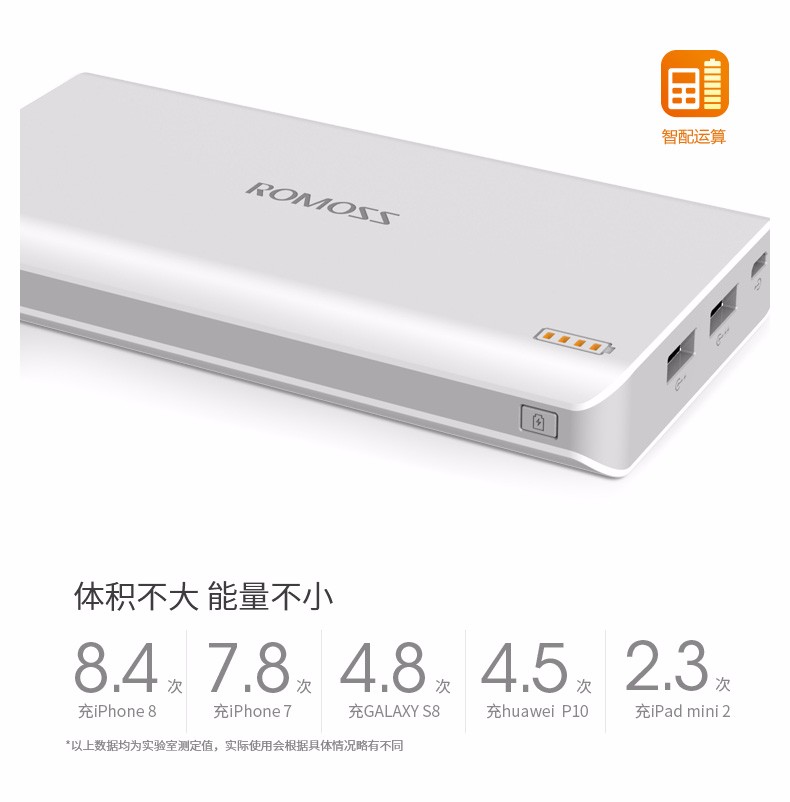 智配运算
ROMOSS
体积不大 能量不小
8.4次 7.8次 4.8次 4.5次 2.3次
充iPhone 8 充iPhone 7 充GALAXY S8 充huawei P10 充iPad mini 2
*以上数据均为实验室测定值，实际使用会根据具体情况略有不同